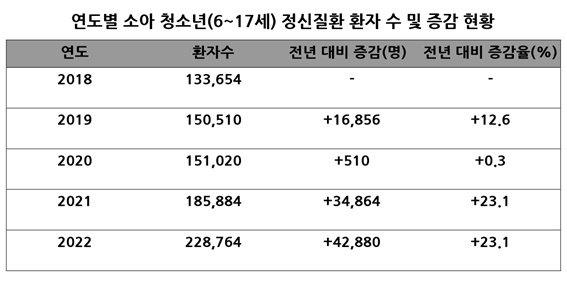 연도별 소아 청소년(6~17세) 정신질환 환자 수 및 증감 현황
연도 환자수 전년 대비 증감(명) 전년 대비 증감율(%)
2018 133,654 - -
2019 150,510 +16,856 +12.6
2020 151,020 +510 +0.3
2021 185,884 +34,864 +23.1
2022 228,764 +42,880 +23.1